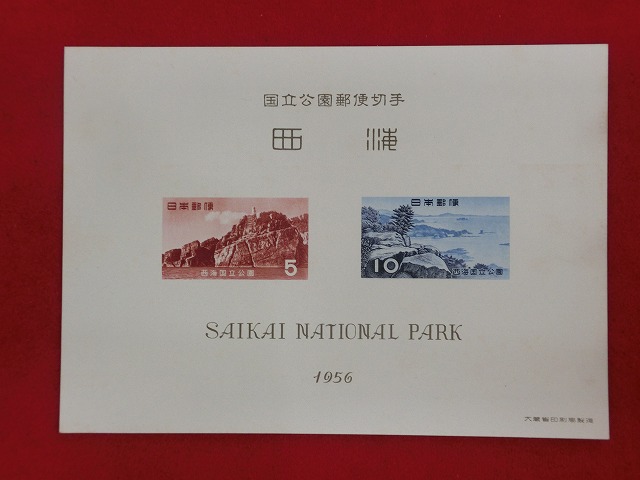 国立公園郵便切手
西海
日本郵便
西海国立公園
5
日本郵便
10
西海国立公園
SAIKAI NATIONAL PARK
1956
大蔵省印刷局製造